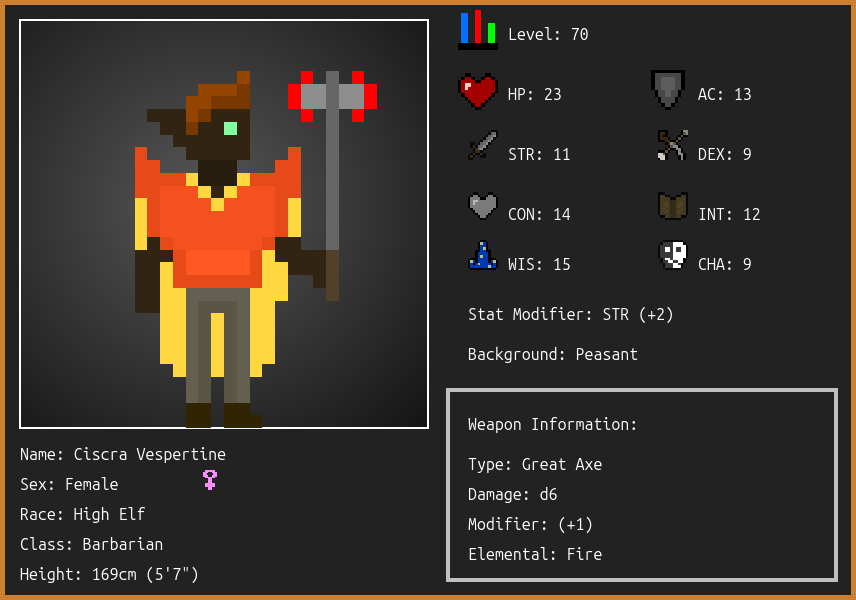 Level: 70
HP: 23
AC: 13
STR: 11
DEX: 9
CON: 14
INT: 12
WIS: 15
CHA: 9
Stat Modifier: STR (+2)
Background: Peasant
Weapon Information:
Type: Great Axe
Damage: d6
Modifier: (+1)
Elemental: Fire
Name: Ciscra Vespertine
Sex: Female
Race: High Elf
Class: Barbarian
Height: 169cm (5'7")